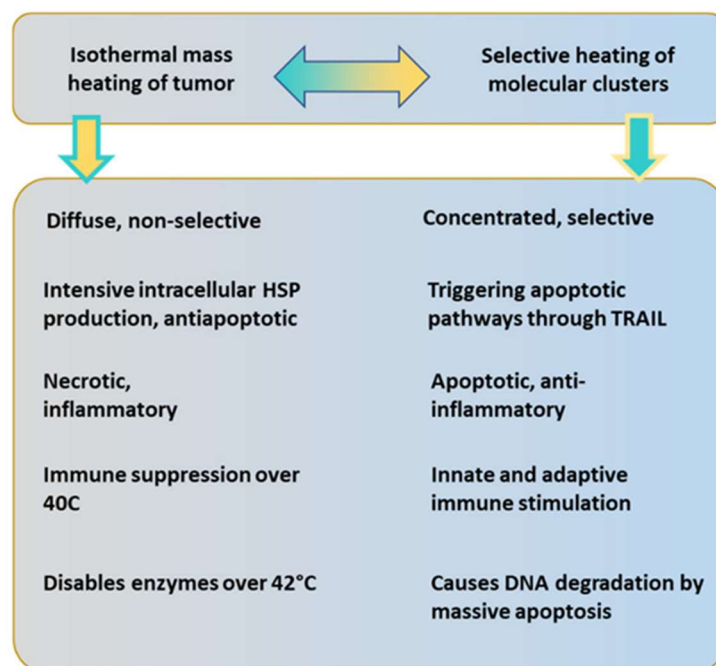 Isothermal mass
heating of tumor
Selective heating of
molecular clusters
Diffuse, non-selective
Concentrated, selective
Intensive intracellular HSP
production, antiapoptotic
Triggering apoptotic
pathways through TRAIL
Necrotic,
inflammatory
Apoptotic, anti-
inflammatory
Immune suppression over
40C
Innate and adaptive
immune stimulation
Disables enzymes over 42°C
Causes DNA degradation by
massive apoptosis